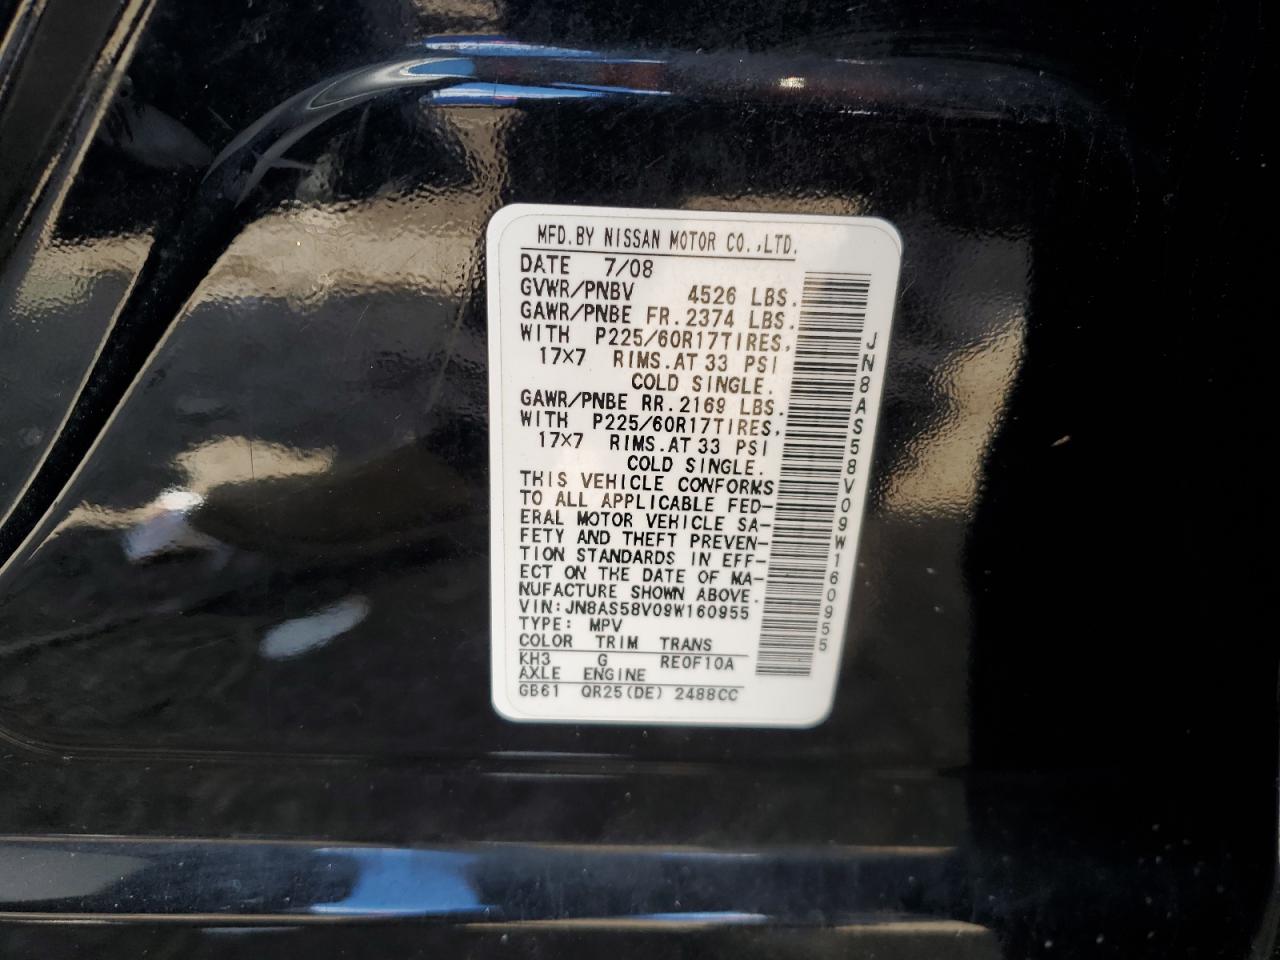 MFD.BY NISSAN MOTOR CO.,LTD.
DATE 7/08
GVWR/PNBV 4526 LBS.
GAWR/PNBE FR.2374 LBS.
WITH P225/60R17TIRES,
17×7 RIMS.AT 33 PSI
COLD SINGLE.
GAWR/PNBE RR.2169 LBS.
WITH P225/60R17TIRES,
17×7 RIMS.AT 33 PSI
COLD SINGLE.
THIS VEHICLE CONFORMS
TO ALL APPLICABLE FED-
ERAL MOTOR VEHICLE SA-
FETY AND THEFT PREVEN-
TION STANDARDS IN EFF-
ECT ON THE DATE OF MA-
NUFACTURE SHOWN ABOVE.
VIN:JN8AS58V09W160955
TYPE: MPV
COLOR TRIM TRANS
KH3 G RE0F10A
AXLE ENGINE
GB61 QR25(DE) 2488CC
JN8AS58V09W160955